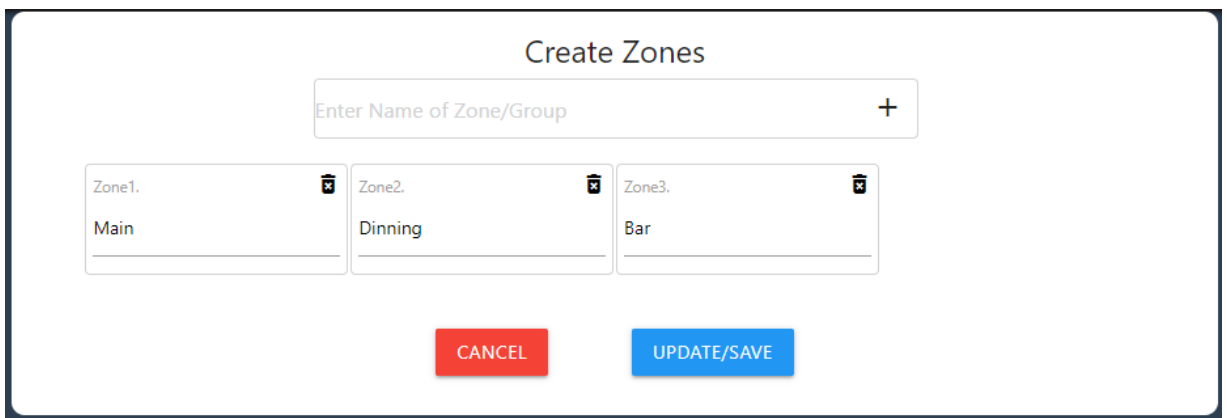 Create Zones
Enter Name of Zone/Group +
Zone1. Zone2. Zone3.
Main Dinning Bar
CANCEL UPDATE/SAVE